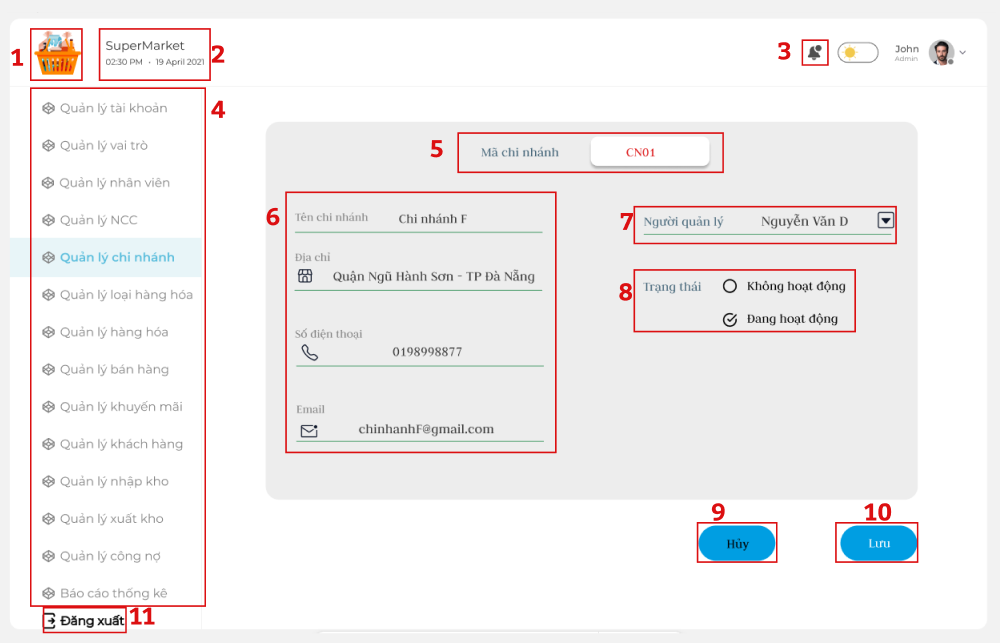 1
SuperMarket
02:30 PM · 19 April 2021
2
3
John
Admin
4
Quản lý tài khoản
Quản lý vai trò
Quản lý nhân viên
Quản lý NCC
Quản lý chi nhánh
Quản lý loại hàng hóa
Quản lý hàng hóa
Quản lý bán hàng
Quản lý khuyến mãi
Quản lý khách hàng
Quản lý nhập kho
Quản lý xuất kho
Quản lý công nợ
Báo cáo thống kê
Đăng xuất
11
5
Mã chi nhánh CN01
6
Tên chi nhánh Chi nhánh F
Địa chỉ
Quận Ngũ Hành Sơn - TP Đà Nẵng
Số điện thoại
0198998877
Email
chinhanhF@gmail.com
7
Người quản lý Nguyễn Văn D
8
Trạng thái Không hoạt động
Đang hoạt động
9
Hủy
10
Lưu